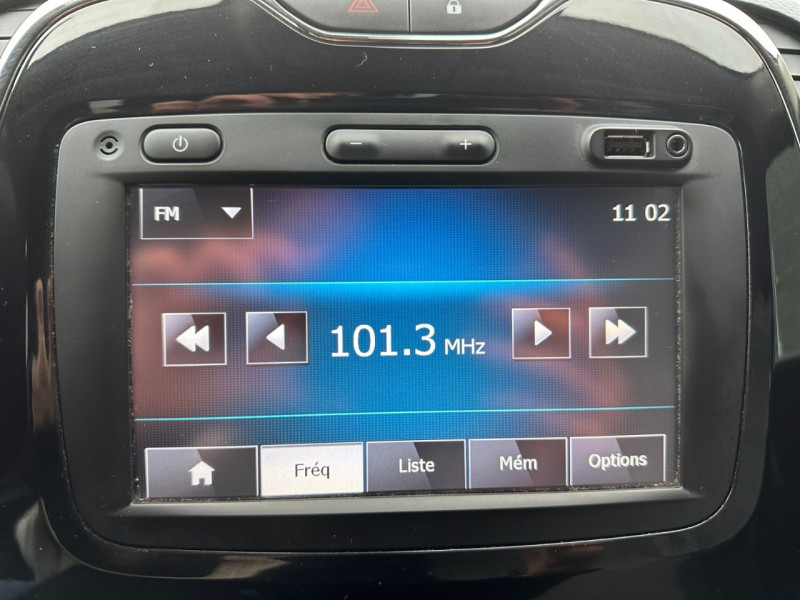 − +
FM 11 02
101.3 MHz
Fréq Liste Mém Options